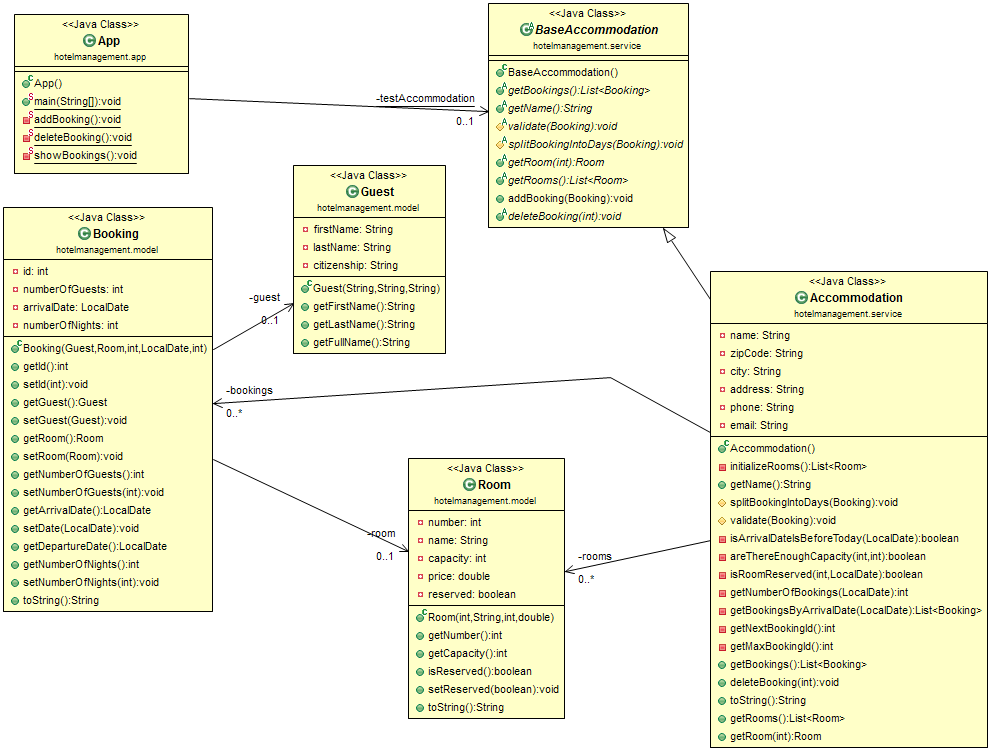 <<Java Class>>
App
hotelmanagement.app
App()
main(String[]):void
addBooking():void
deleteBooking():void
showBookings():void
-testAccommodation
0..1
<<Java Class>>
BaseAccommodation
hotelmanagement.service
BaseAccommodation()
getBookings():List<Booking>
getName():String
validate(Booking):void
splitBookingIntoDays(Booking):void
getRoom(int):Room
getRooms():List<Room>
addBooking(Booking):void
deleteBooking(int):void
<<Java Class>>
Guest
hotelmanagement.model
firstName: String
lastName: String
citizenship: String
Guest(String,String,String)
getFirstName():String
getLastName():String
getFullName():String
<<Java Class>>
Booking
hotelmanagement.model
id: int
numberOfGuests: int
arrivalDate: LocalDate
numberOfNights: int
Booking(Guest,Room,int,LocalDate,int)
getId():int
setId(int):void
getGuest():Guest
setGuest(Guest):void
getRoom():Room
setRoom(Room):void
getNumberOfGuests():int
setNumberOfGuests(int):void
getArrivalDate():LocalDate
setDate(LocalDate):void
getDepartureDate():LocalDate
getNumberOfNights():int
setNumberOfNights(int):void
toString():String
-guest
0..1
-bookings
0..*
-room
0..1
<<Java Class>>
Room
hotelmanagement.model
number: int
name: String
capacity: int
price: double
reserved: boolean
Room(int,String,int,double)
getNumber():int
getCapacity():int
isReserved():boolean
setReserved(boolean):void
toString():String
-rooms
0..*
<<Java Class>>
Accommodation
hotelmanagement.service
name: String
zipCode: String
city: String
address: String
phone: String
email: String
Accommodation()
initializeRooms():List<Room>
getName():String
splitBookingIntoDays(Booking):void
validate(Booking):void
isArrivalDateIsBeforeToday(LocalDate):boolean
areThereEnoughCapacity(int,int):boolean
isRoomReserved(int,LocalDate):boolean
getNumberOfBookings(LocalDate):int
getBookingsByArrivalDate(LocalDate):List<Booking>
getNextBookingId():int
getMaxBookingId():int
getBookings():List<Booking>
deleteBooking(int):void
toString():String
getRooms():List<Room>
getRoom(int):Room